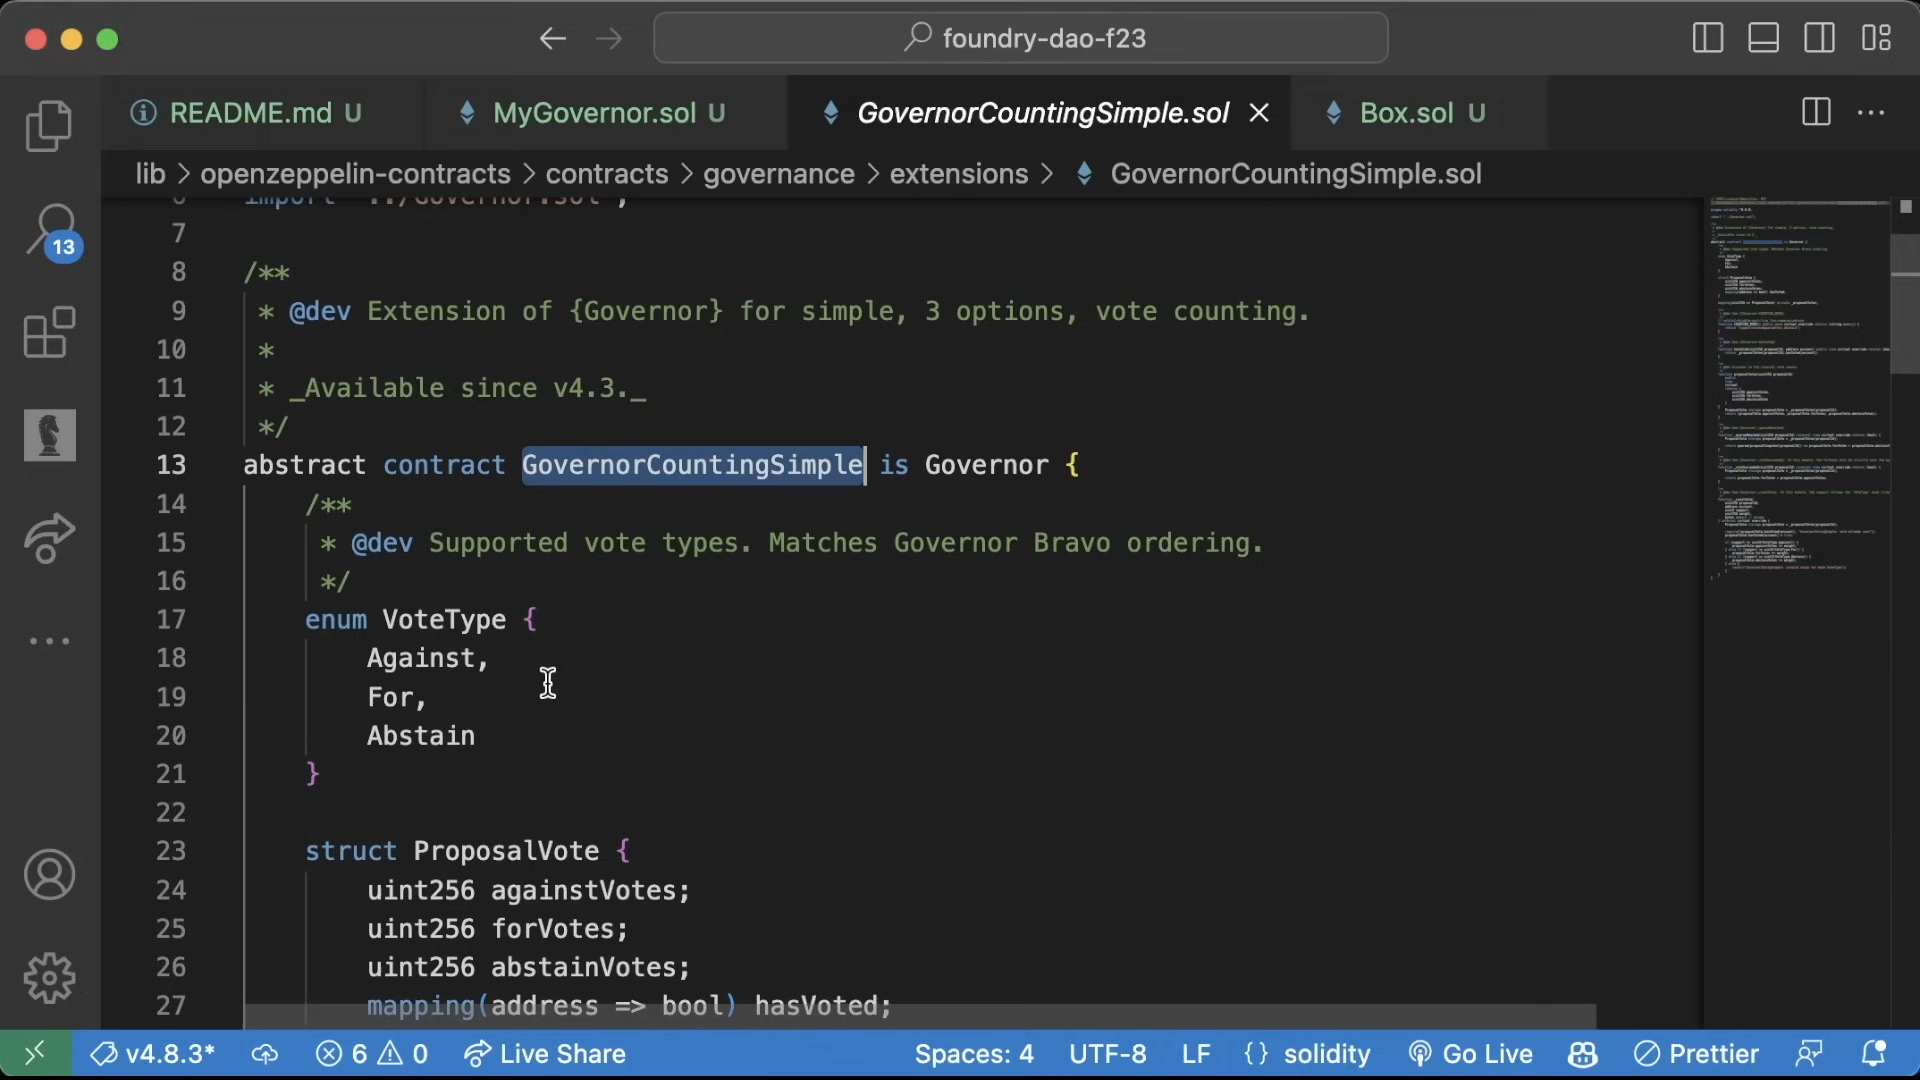 foundry-dao-f23
README.md U
MyGovernor.sol U
GovernorCountingSimple.sol
Box.sol U
lib > openzeppelin-contracts > contracts > governance > extensions > GovernorCountingSimple.sol
6 import "../Governor.sol";
7
8 /**
9 * @dev Extension of {Governor} for simple, 3 options, vote counting.
10 *
11 * _Available since v4.3._
12 */
13 abstract contract GovernorCountingSimple is Governor {
14 /**
15 * @dev Supported vote types. Matches Governor Bravo ordering.
16 */
17 enum VoteType {
18 Against,
19 For,
20 Abstain
21 }
22
23 struct ProposalVote {
24 uint256 againstVotes;
25 uint256 forVotes;
26 uint256 abstainVotes;
27 mapping(address => bool) hasVoted;
13
v4.8.3* 6 0 Live Share Spaces: 4 UTF-8 LF {} solidity Go Live Prettier